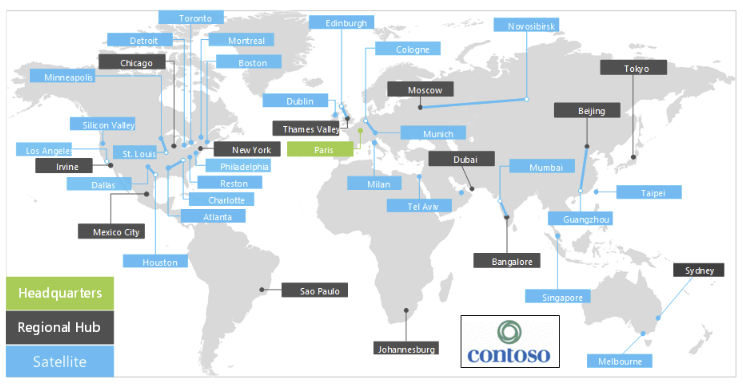 Toronto
Edinburgh
Novosibirsk
Detroit
Montreal
Cologne
Chicago
Boston
Tokyo
Minneapolis
Moscow
Dublin
Beijing
Silicon Valley
Thames Valley
Munich
Los Angeles
St. Louis
New York
Paris
Dubai
Mumbai
Irvine
Philadelphia
Dallas
Reston
Milan
Taipei
Charlotte
Tel Aviv
Atlanta
Guangzhou
Mexico City
Houston
Bangalore
Sydney
Headquarters
Sao Paulo
Singapore
Regional Hub
Johannesburg
contoso
Satellite
Melbourne